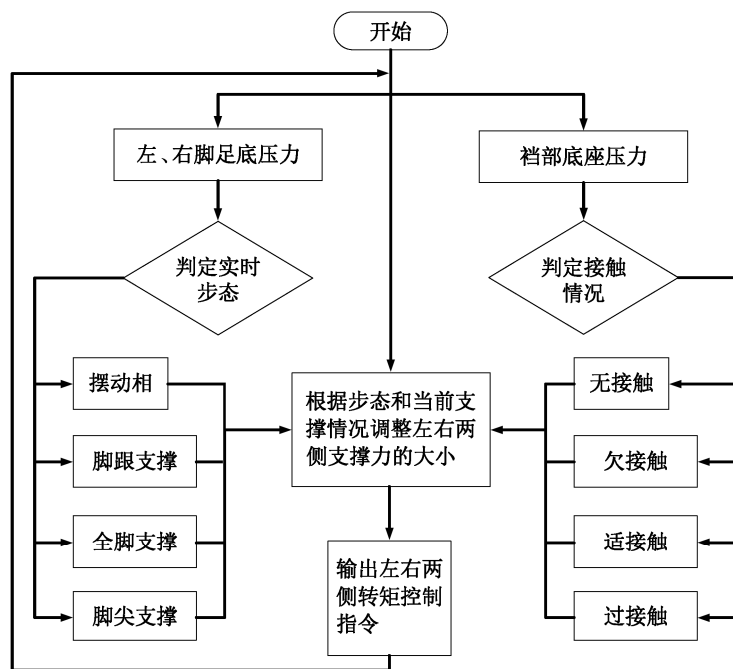 开始
左、右脚足底压力
裆部底座压力
判定实时
步态
判定接触
情况
摆动相
脚跟支撑
全脚支撑
脚尖支撑
根据步态和当前支
撑情况调整左右两
侧支撑力的大小
无接触
欠接触
适接触
过接触
输出左右两
侧转矩控制
指令